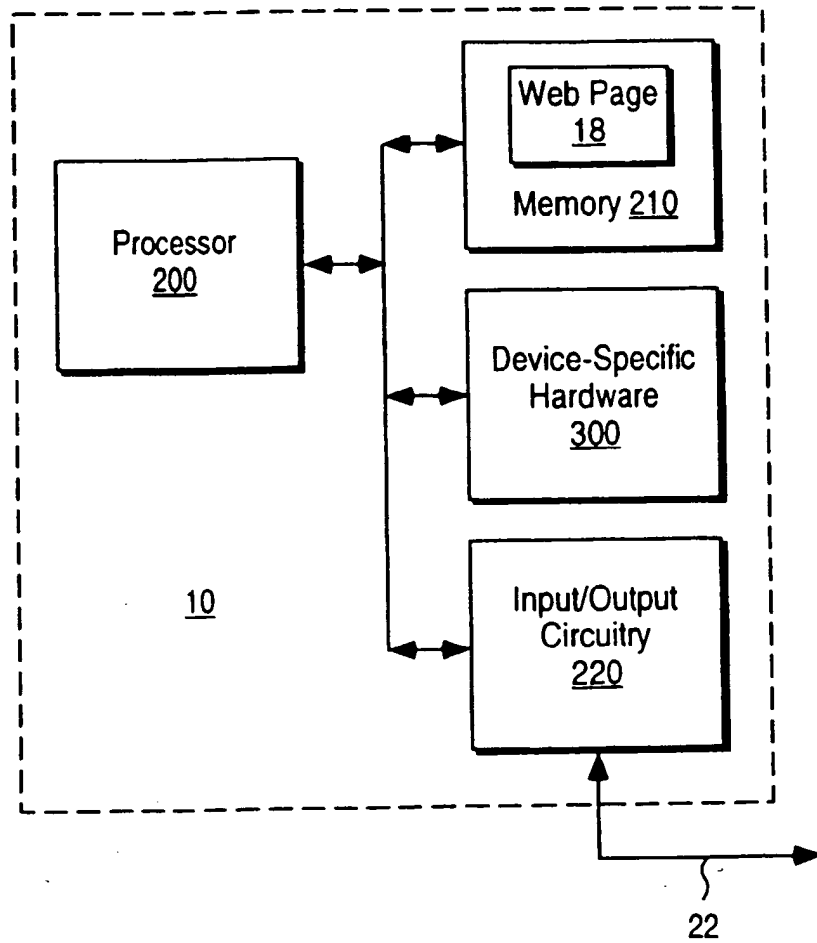 Web Page
18
Memory 210
Processor
200
Device-Specific
Hardware
300
10
Input/Output
Circuitry
220
22